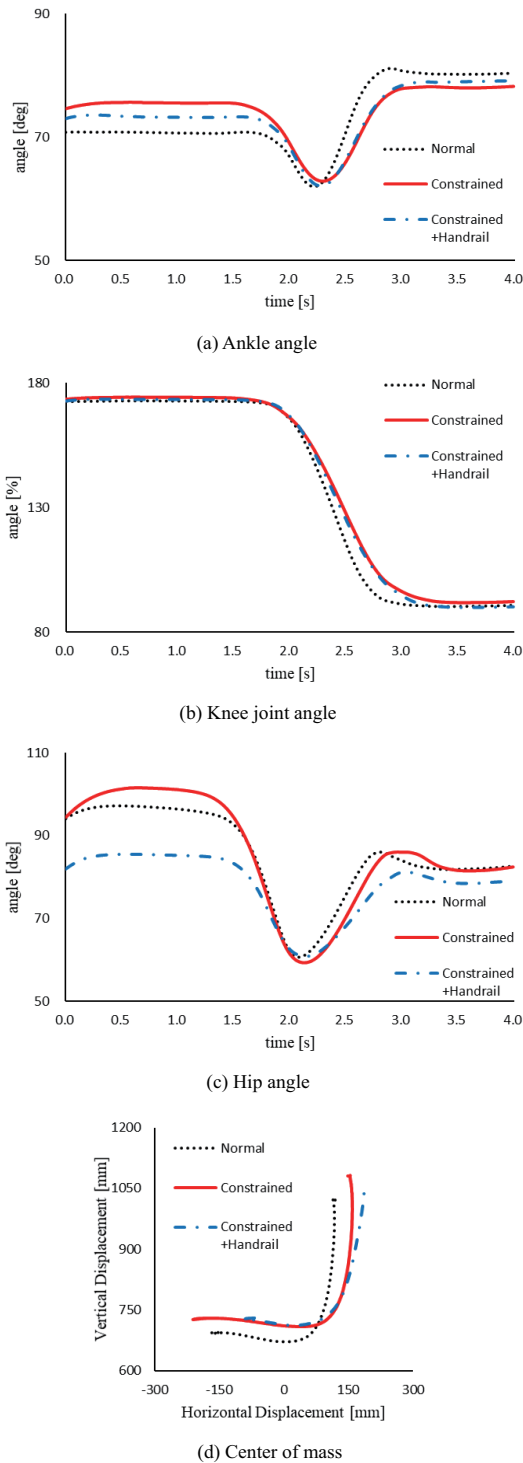 90
70
50
angle [deg]
0.0 0.5 1.0 1.5 2.0 2.5 3.0 3.5 4.0
time [s]
Normal
Constrained
Constrained
+Handrail
(a) Ankle angle
180
130
80
angle [%]
0.0 0.5 1.0 1.5 2.0 2.5 3.0 3.5 4.0
time [s]
Normal
Constrained
Constrained
+Handrail
(b) Knee joint angle
110
90
70
50
angle [deg]
0.0 0.5 1.0 1.5 2.0 2.5 3.0 3.5 4.0
time [s]
Normal
Constrained
Constrained
+Handrail
(c) Hip angle
1200
1050
900
750
600
Vertical Displacement [mm]
-300 -150 0 150 300
Horizontal Displacement [mm]
Normal
Constrained
Constrained
+Handrail
(d) Center of mass